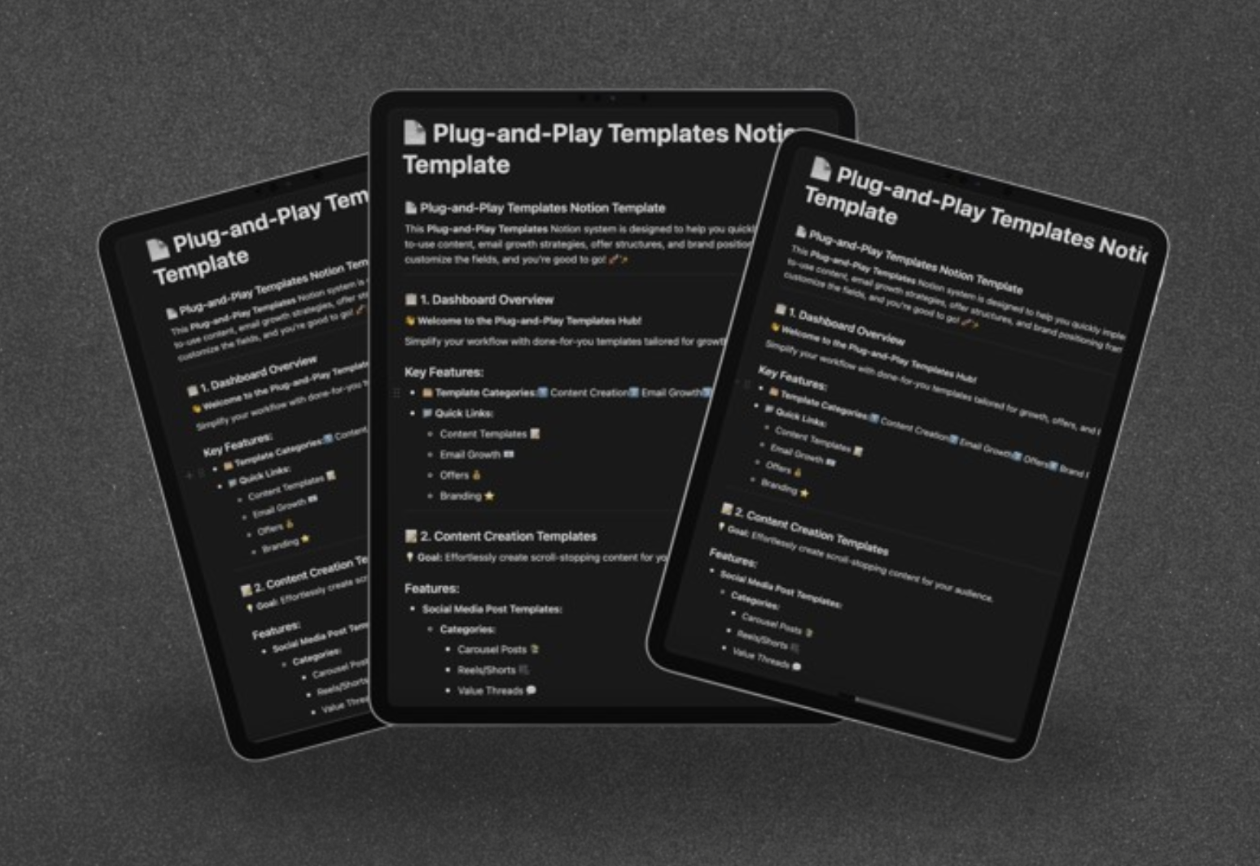 Plug-and-Play Tem
Template
Plug-and-Play Templates Notion Tem
This Plug-and-Play Templates Notion system is
to-use content, email growth strategies, offer
customize the fields, and you're good to go!
1. Dashboard Overview
Welcome to the Plug-and-Play
Simplify your workflow with done-for-you
Key Features:
Template Categories: Content
Quick Links:
Content Templates
Email Growth
Offers
Branding
2. Content Creation
Goal: Effortlessly create
Features:
Social Media Post
Categories:
Carousel
Reels/Shorts
Value
Plug-and-Play Templates Notic
Template
Plug-and-Play Templates Notion Template
This Plug-and-Play Templates Notion system is designed to help you quickl
to-use content, email growth strategies, offer structures, and brand position
customize the fields, and you're good to go!
1. Dashboard Overview
Welcome to the Plug-and-Play Templates Hub!
Simplify your workflow with done-for-you templates tailored for growt
Key Features:
Template Categories: Content Creation Email Growth
Quick Links:
Content Templates
Email Growth
Offers
Branding
2. Content Creation Templates
Goal: Effortlessly create scroll-stopping content for yo
Features:
Social Media Post Templates:
Categories:
Carousel Posts
Reels/Shorts
Value Threads
Plug-and-Play Templates Notic
Template
Plug-and-Play Templates Notion Template
This Plug-and-Play Templates Notion system is designed to help you quickly imple
to-use content, email growth strategies, offer structures, and brand positioning fram
customize the fields, and you're good to go!
1. Dashboard Overview
Welcome to the Plug-and-Play Templates Hub!
Simplify your workflow with done-for-you templates tailored for growth, offers, and
Key Features:
Template Categories: Content Creation Email Growth Offers Brand
Quick Links:
Content Templates
Email Growth
Offers
Branding
2. Content Creation Templates
Goal: Effortlessly create scroll-stopping content for your audience.
Features:
Social Media Post Templates:
Categories:
Carousel Posts
Reels/Shorts
Value Threads